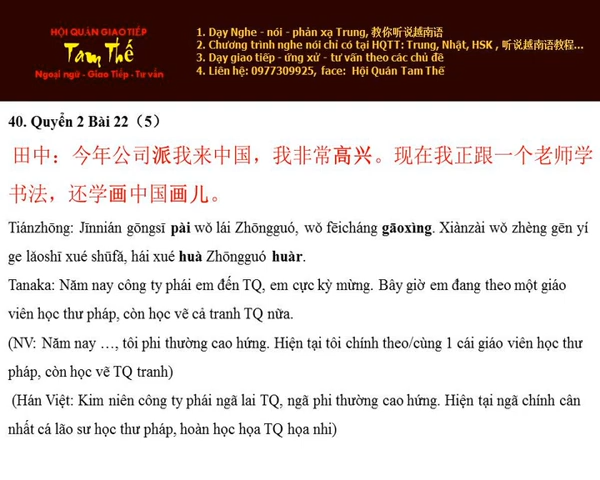 HỘI QUÁN GIAO TIẾP
Tam Thế
Ngoại ngữ - Giao Tiếp - Tư vấn
1. Dạy Nghe - nói - phản xạ Trung, 教你听说越南语
2. Chương trình nghe nói chỉ có tại HQTT: Trung, Nhật, HSK , 听说越南语教程...
3. Dạy giao tiếp - ứng xử - tư vấn theo các chủ đề
4. Liên hệ: 0977309925, face:  Hội Quán Tam Thế
40. Quyển 2 Bài 22（5）
田中：今年公司派我来中国，我非常高兴。现在我正跟一个老师学
书法，还学画中国画儿。
Tiánzhōng: Jīnnián gōngsī pài wǒ lái Zhōngguó, wǒ fēicháng gāoxìng. Xiànzài wǒ zhèng gēn yí
ge lǎoshī xué shūfǎ, hái xué huà Zhōngguó huàr.
Tanaka: Năm nay công ty phái em đến TQ, em cực kỳ mừng. Bây giờ em đang theo một giáo
viên học thư pháp, còn học vẽ cả tranh TQ nữa.
(NV: Năm nay …, tôi phi thường cao hứng. Hiện tại tôi chính theo/cùng 1 cái giáo viên học thư
pháp, còn học vẽ TQ tranh)
(Hán Việt: Kim niên công ty phái ngã lai TQ, ngã phi thường cao hứng. Hiện tại ngã chính cân
nhất cá lão sư học thư pháp, hoàn học họa TQ họa nhi)